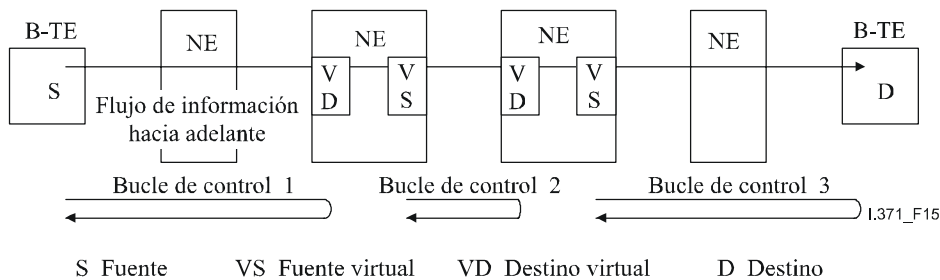 B-TE
NE
NE
NE
NE
B-TE
S
V
D
V
S
V
D
V
S
D
Flujo de información
hacia adelante
Bucle de control 1
Bucle de control 2
Bucle de control 3
I.371_F15
S Fuente
VS Fuente virtual
VD Destino virtual
D Destino